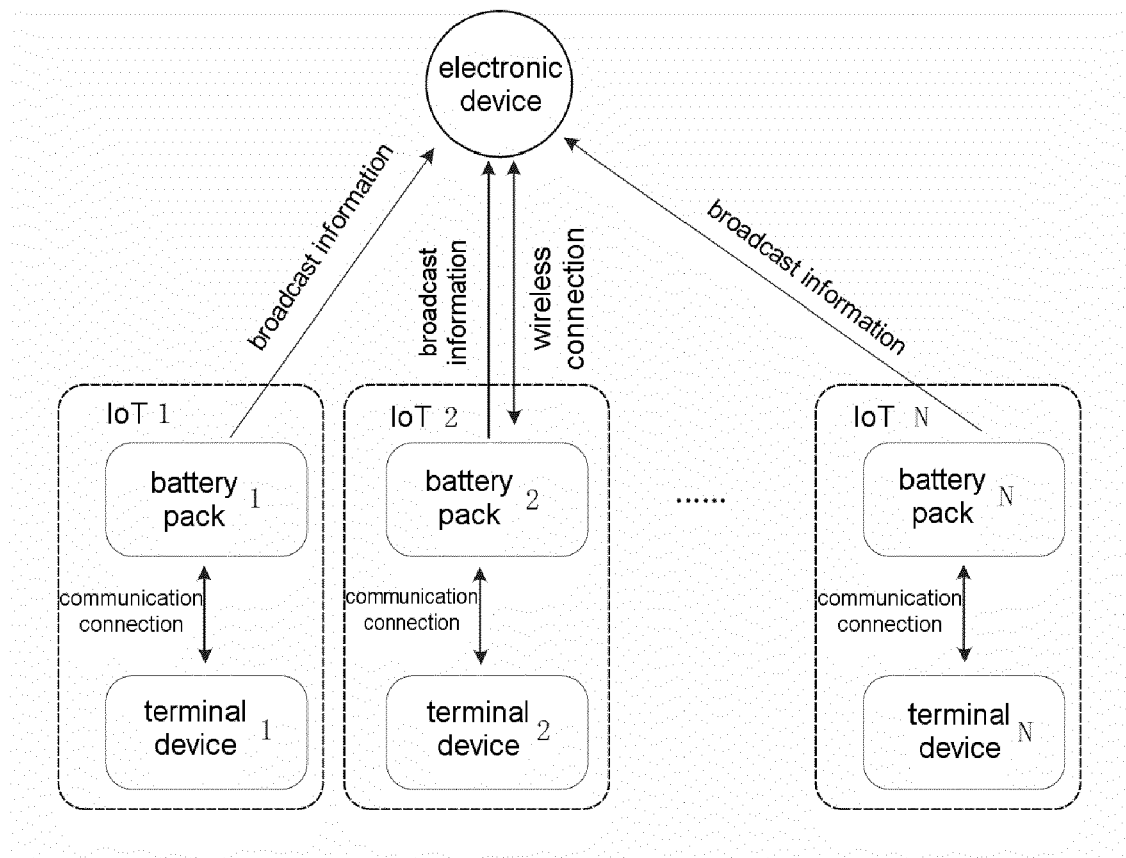 electronic
device
broadcast information
broadcast
information
wireless
connection
broadcast information
IoT 1
battery
pack 1
communication
connection
terminal
device 1
IoT 2
battery
pack 2
communication
connection
terminal
device 2
......
IoT N
battery
pack N
communication
connection
terminal
device N